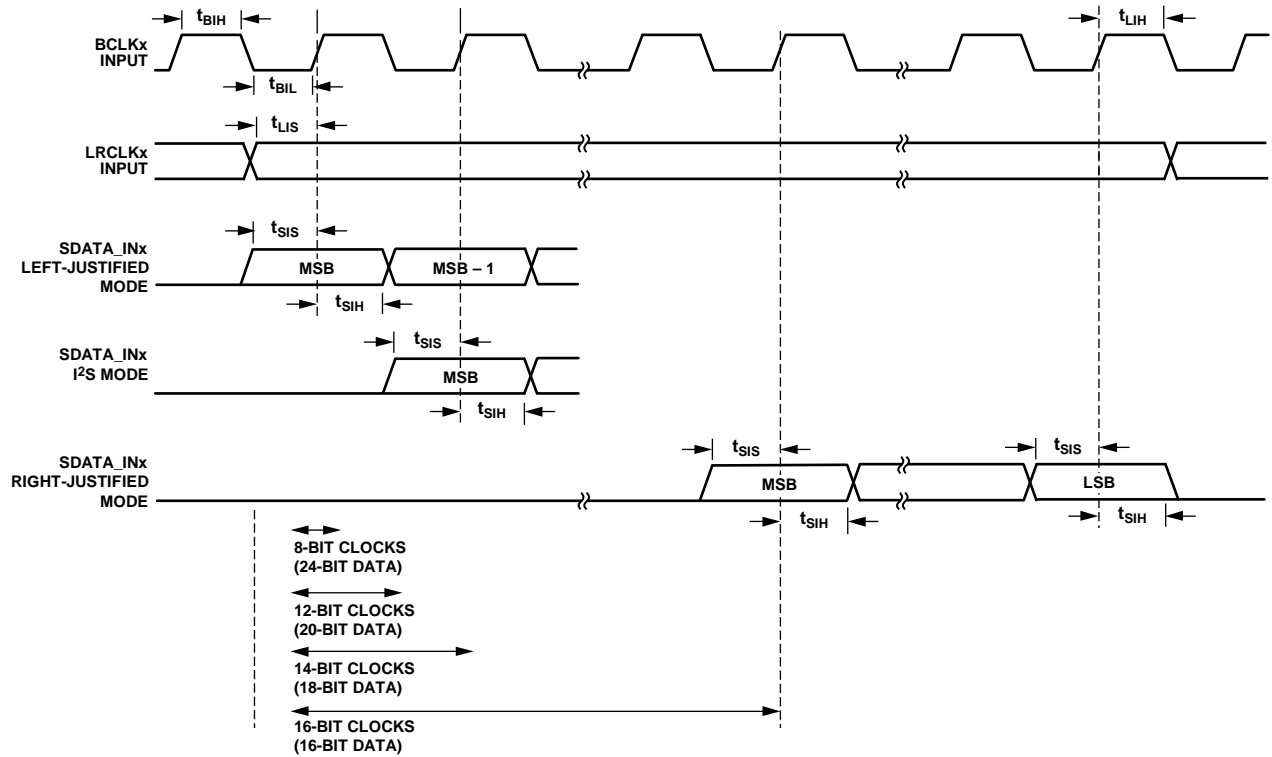 tBIH
tLIH
BCLKx
INPUT
tBIL
tLIS
LRCLKx
INPUT
tSIS
SDATA_INx
LEFT-JUSTIFIED
MODE
MSB
MSB – 1
tSIH
tSIS
SDATA_INx
I2S MODE
MSB
tSIH
tSIS
tSIS
SDATA_INx
RIGHT-JUSTIFIED
MODE
MSB
LSB
tSIH
tSIH
8-BIT CLOCKS
(24-BIT DATA)
12-BIT CLOCKS
(20-BIT DATA)
14-BIT CLOCKS
(18-BIT DATA)
16-BIT CLOCKS
(16-BIT DATA)